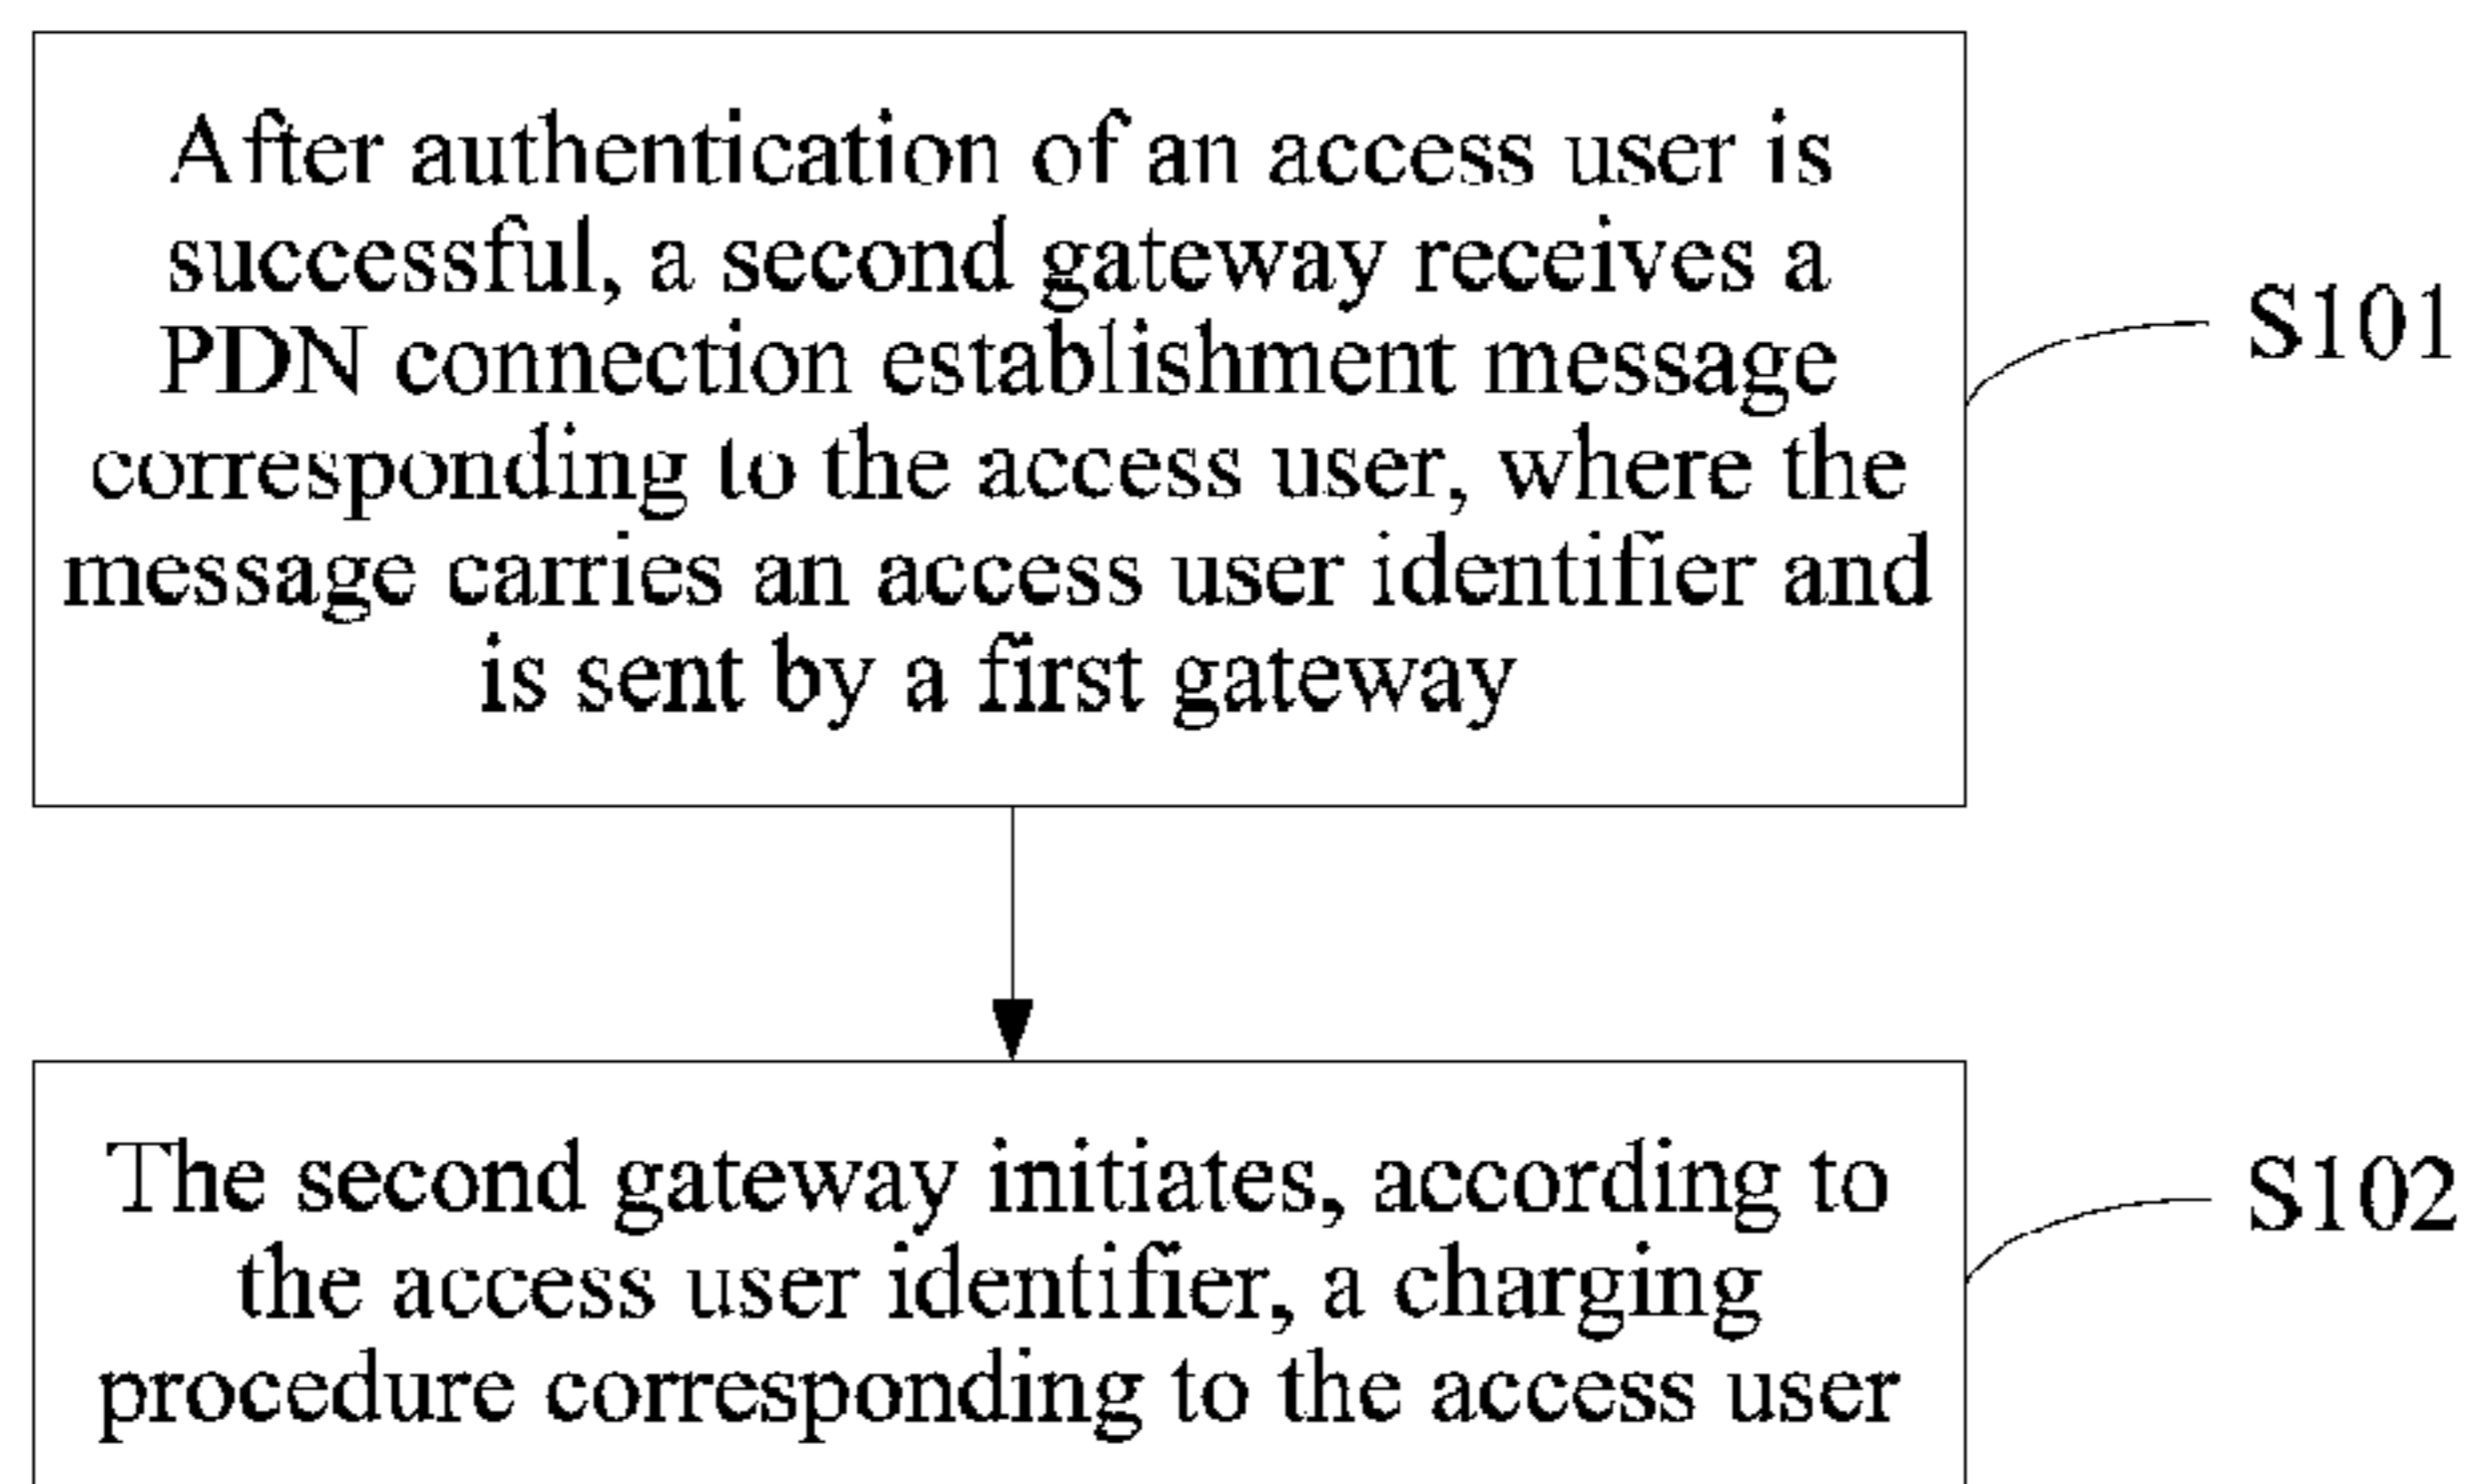 After authentication of an access user is
successful, a second gateway receives a
PDN connection establishment message
corresponding to the access user, where the
message carries an access user identifier and
is sent by a first gateway
S101
The second gateway initiates, according to
the access user identifier, a charging
procedure corresponding to the access user
S102